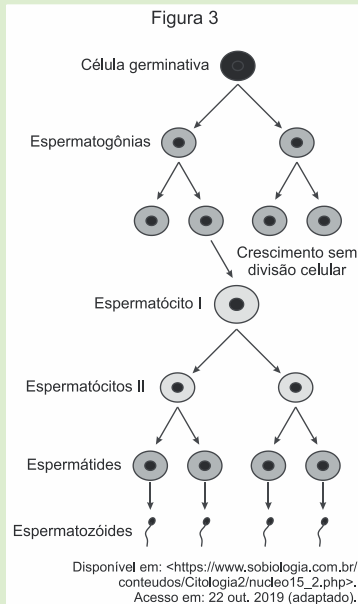 Figura 3
Célula germinativa
Espermatogônias
Crescimento sem
divisão celular
Espermatócito I
Espermatócitos II
Espermátides
Espermatozóides
Disponível em: <https://www.sobiologia.com.br/
conteudos/Citologia2/nucleo15_2.php>.
Acesso em: 22 out. 2019 (adaptado).